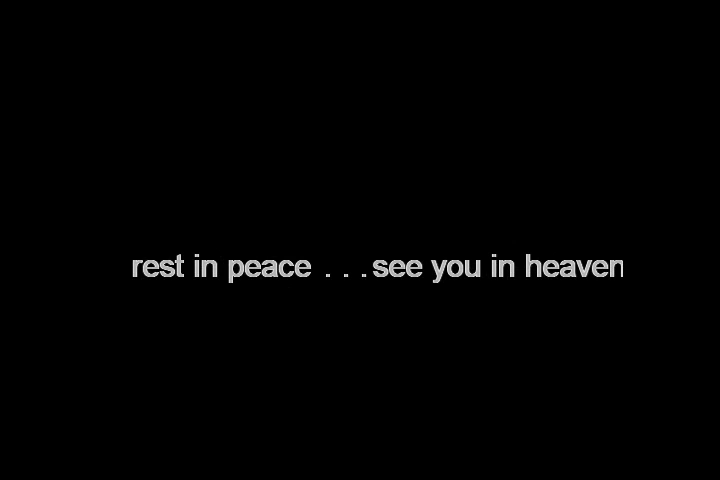 rest in peace . . . see you in heaven